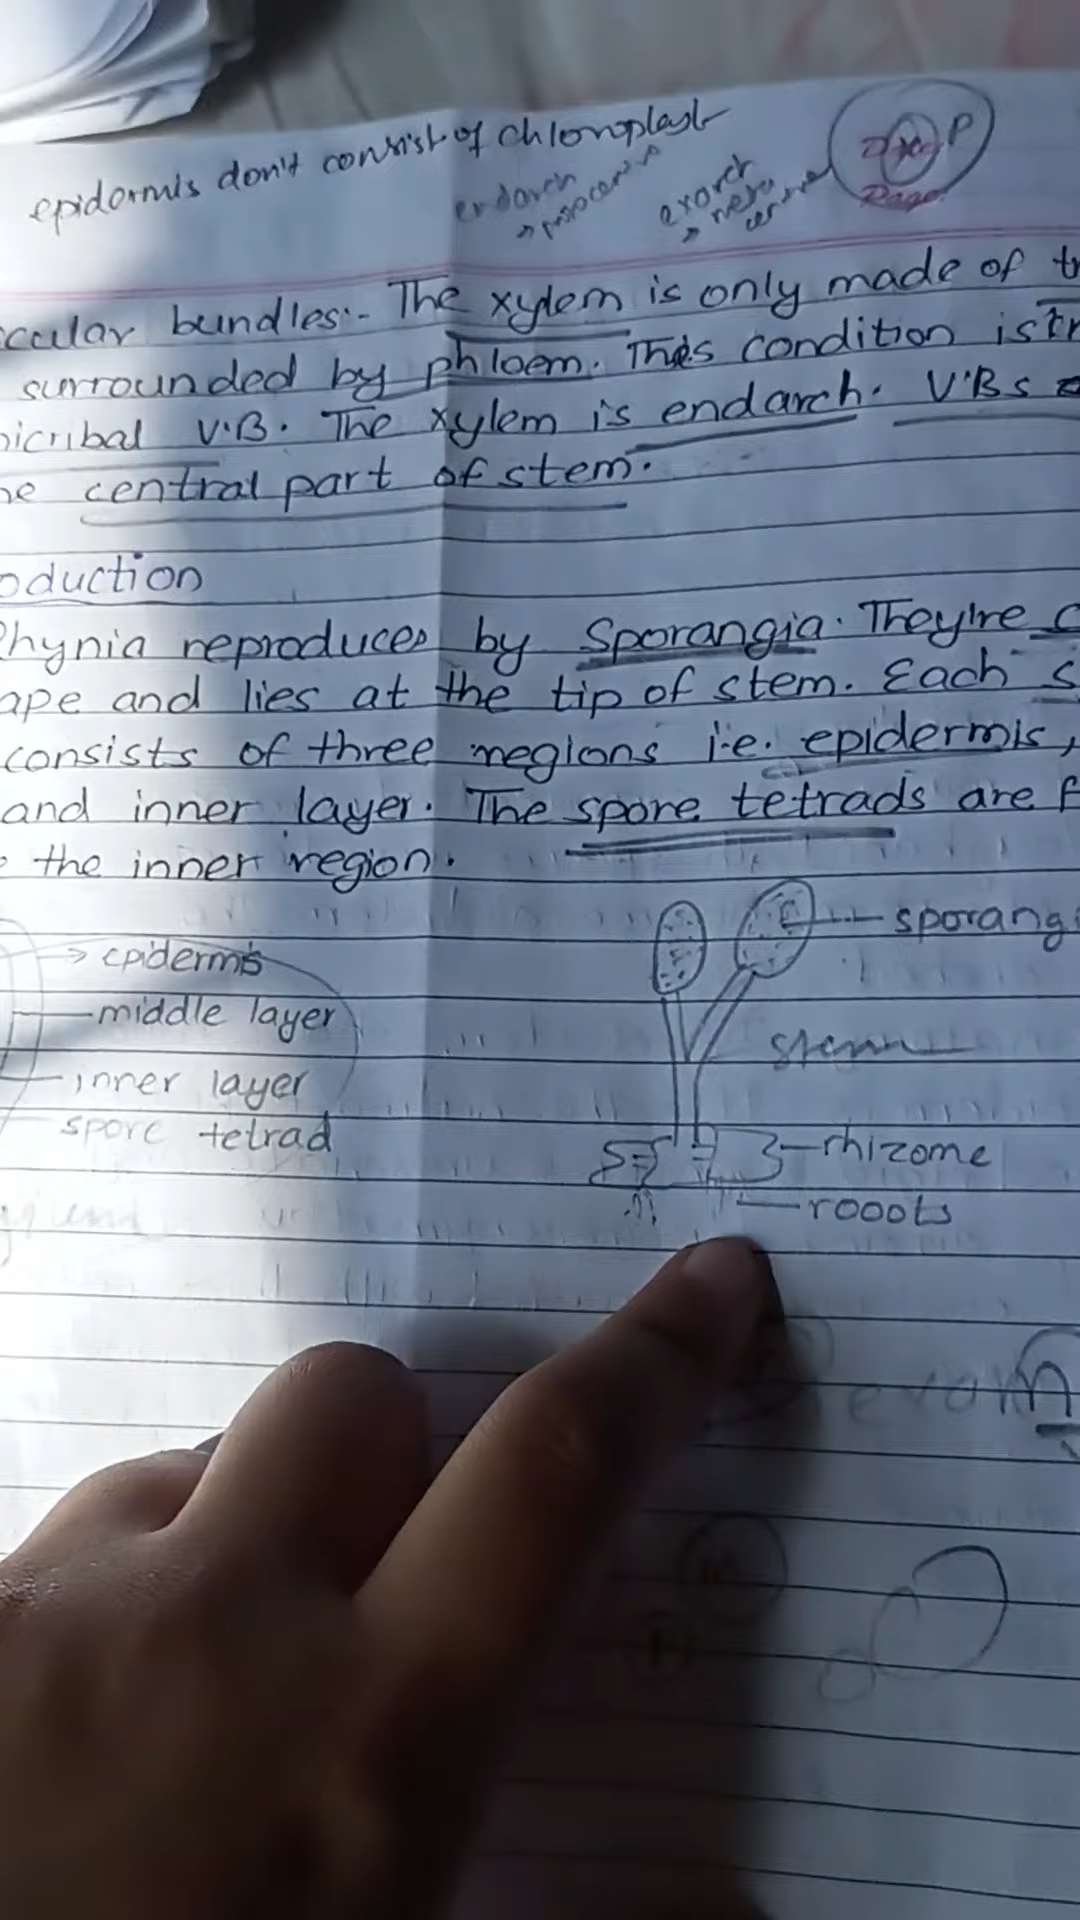 epidermis don't consist of chloroplast
endarch
exarch
P
Page
ccular bundles:- The xylem is only made of tr
surrounded by phloem. This condition is
icribal V.B. The xylem is endarch. V.Bs
e central part of stem.
oduction
hynia reproduces by Sporangia. They're c
ape and lies at the tip of stem. Each s
consists of three regions i.e. epidermis,
and inner layer. The spore tetrads are f
the inner region.
sporang
epidermis
middle layer
stem
inner layer
spore tetrad
rhizome
rooots